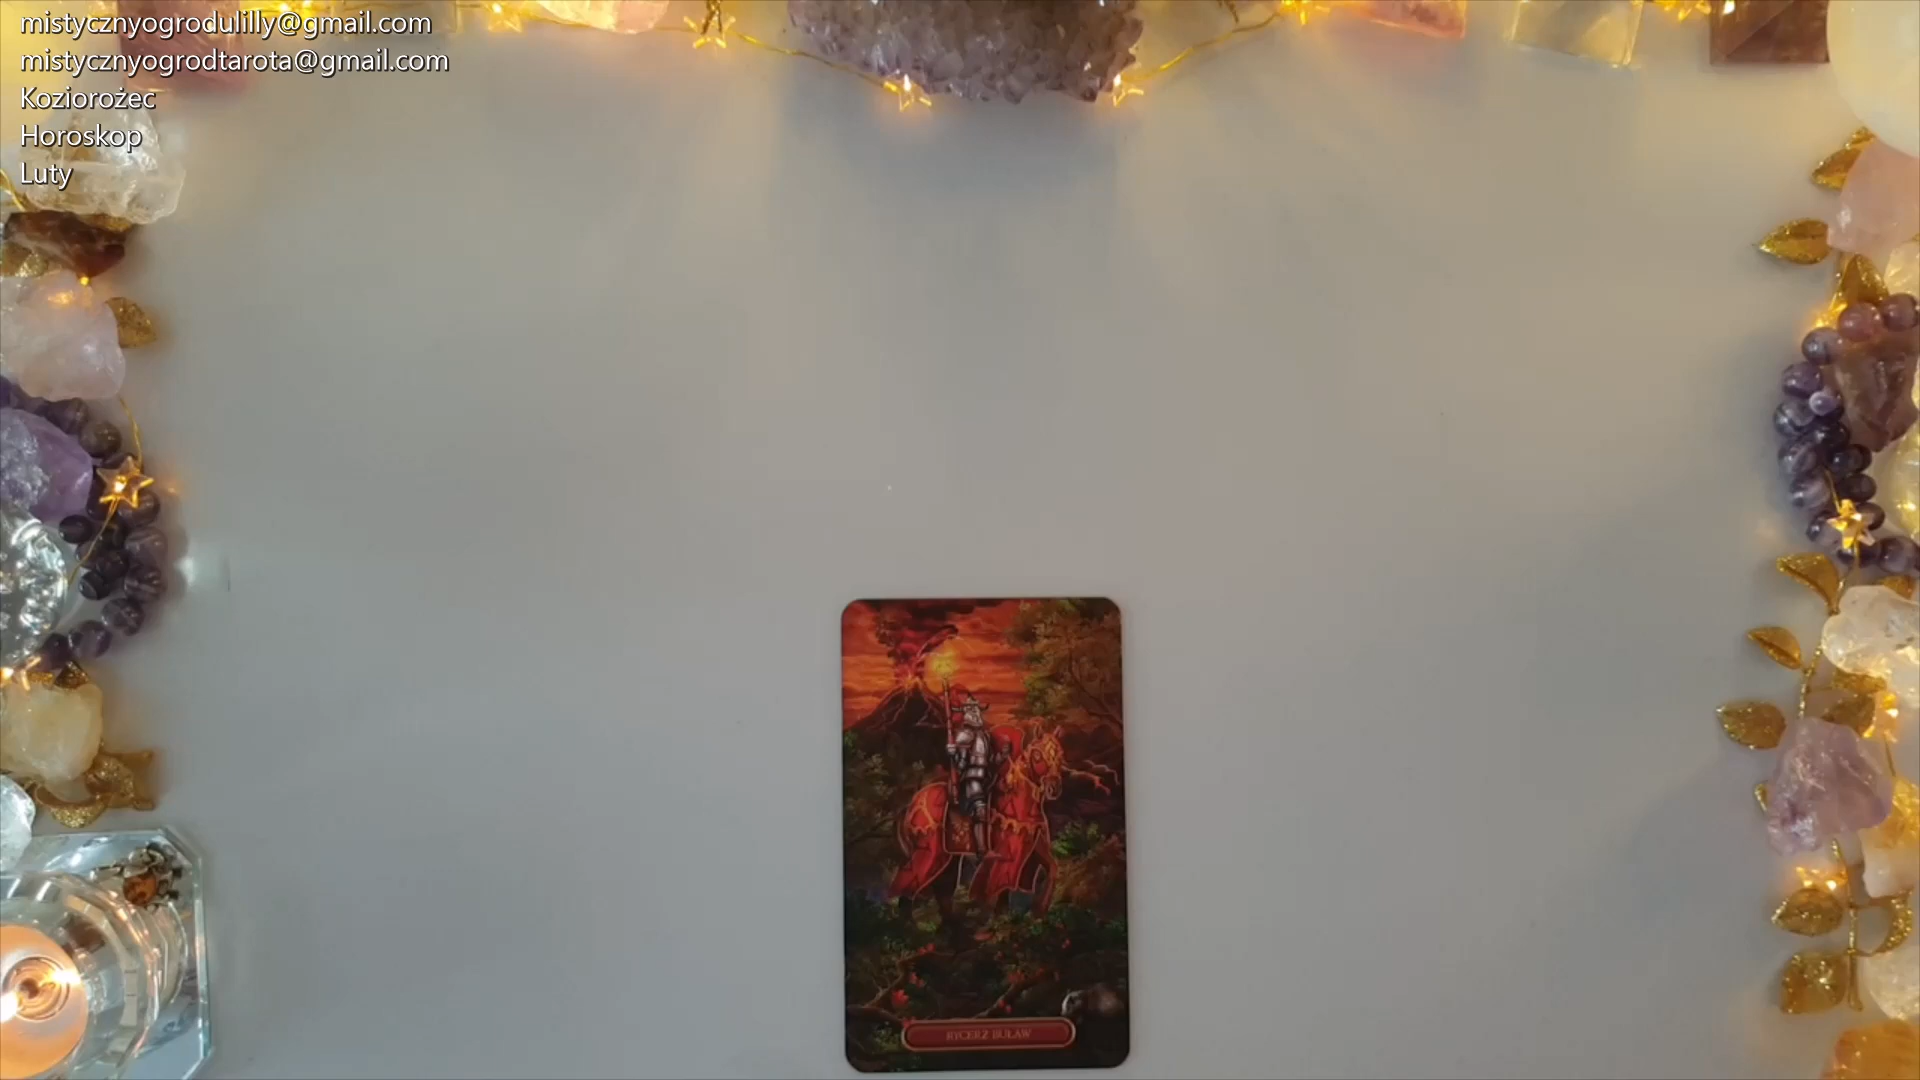 mistycznyogrodulilly@gmail.com
mistycznyogrodtarota@gmail.com
Koziorożec
Horoskop
Luty
RYCERZ BUŁAW